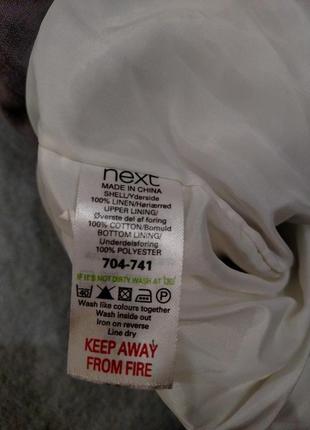 next
MADE IN CHINA
SHELL/Yderside
100% LINEN/Hørlærred
UPPER LINING/
Øverste del af foring
100% COTTON/Bomuld
BOTTOM LINING/
Underdelsforing
100% POLYESTER
704-741
IF IT'S NOT DIRTY WASH AT 30°
40
Wash like colours together
Wash inside out
Iron on reverse
Line dry
KEEP AWAY
FROM FIRE